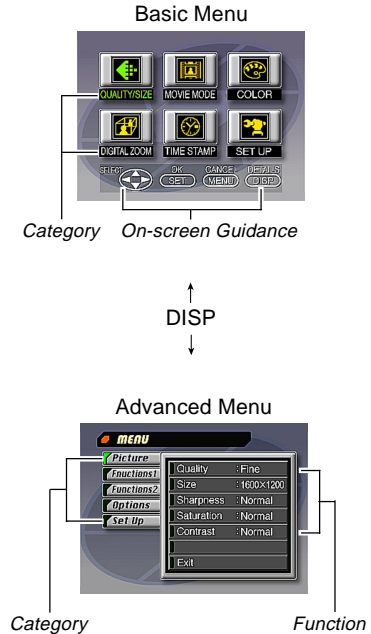 Basic Menu
QUALITY/SIZE MOVIE MODE COLOR
DIGITAL ZOOM TIME STAMP SET UP
SELECT OK CANCEL DETAILS
SET MENU DISP
Category On-screen Guidance
DISP
Advanced Menu
MENU
Picture
Fnuctions1
Functions2
Options
Set Up
Quality :Fine
Size :1600×1200
Sharpness :Normal
Saturation :Normal
Contrast :Normal
Exit
Category Function